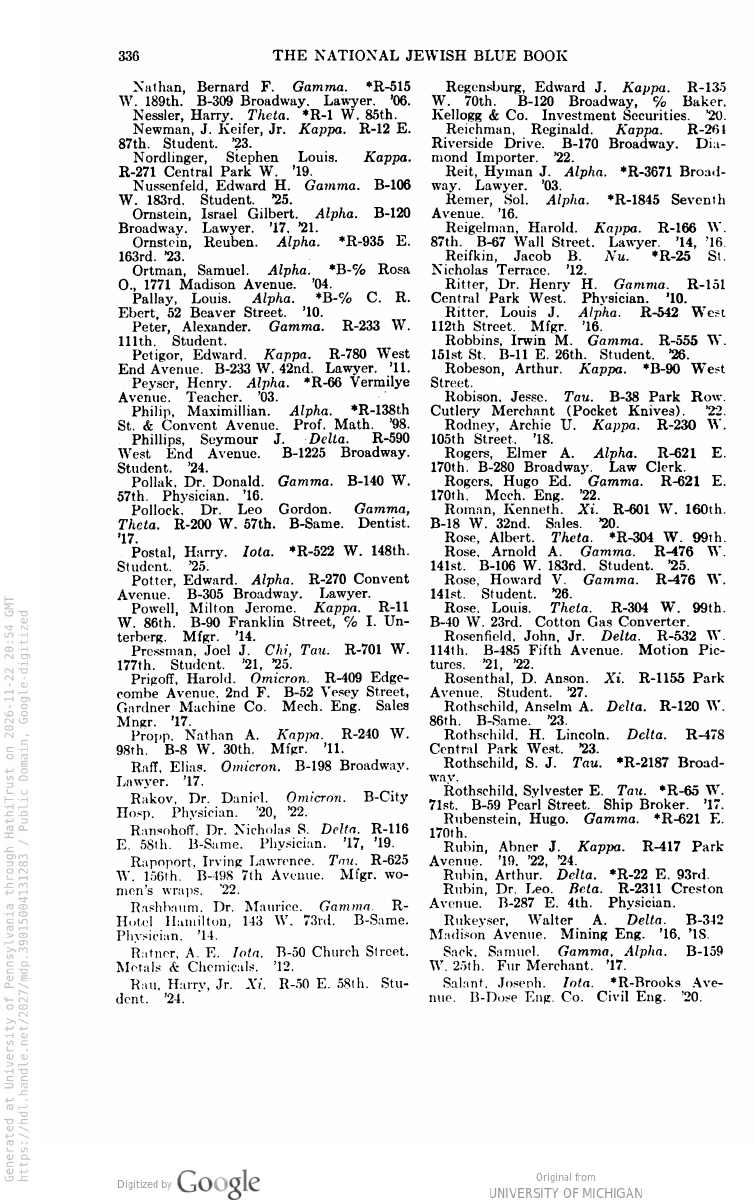 336
THE NATIONAL JEWISH BLUE BOOK
Nathan, Bernard F. Gamma. *R-515
W. 189th. B-309 Broadway. Lawyer. '06.
Nessler, Harry. Theta. *R-1 W. 85th.
Newman, J. Keifer, Jr. Kappa. R-12 E.
87th. Student. '23.
Nordlinger, Stephen Louis. Kappa.
R-271 Central Park W. '19.
Nussenfeld, Edward H. Gamma. B-106
W. 183rd. Student. '25.
Ornstein, Israel Gilbert. Alpha. B-120
Broadway. Lawyer. '17, '21.
Ornstein, Reuben. Alpha. *R-935 E.
163rd. '23.
Ortman, Samuel. Alpha. *B-% Rosa
O., 1771 Madison Avenue. '04.
Pallay, Louis. Alpha. *B-% C. R.
Ebert, 52 Beaver Street. '10.
Peter, Alexander. Gamma. R-233 W.
111th. Student.
Petigor, Edward. Kappa. R-780 West
End Avenue. B-233 W. 42nd. Lawyer. '11.
Peyser, Henry. Alpha. *R-66 Vermilye
Avenue. Teacher. '03.
Philip, Maximillian. Alpha. *R-138th
St. & Convent Avenue. Prof. Math. '98.
Phillips, Seymour J. Delta. R-590
West End Avenue. B-1225 Broadway.
Student. '24.
Pollak, Dr. Donald. Gamma. B-140 W.
57th. Physician. '16.
Pollock. Dr. Leo Gordon. Gamma,
Theta. R-200 W. 57th. B-Same. Dentist.
'17.
Postal, Harry. Iota. *R-522 W. 148th.
Student. '25.
Potter, Edward. Alpha. R-270 Convent
Avenue. B-305 Broadway. Lawyer.
Powell, Milton Jerome. Kappa. R-11
W. 86th. B-90 Franklin Street, % I. Un-
terberg. Mfgr. '14.
Pressman, Joel J. Chi, Tau. R-701 W.
177th. Student. '21, '25.
Prigoff, Harold. Omicron. R-409 Edge-
combe Avenue, 2nd F. B-52 Vesey Street,
Gardner Machine Co. Mech. Eng. Sales
Mngr. '17.
Propp, Nathan A. Kappa. R-240 W.
98th. B-8 W. 30th. Mfgr. '11.
Raff, Elias. Omicron. B-198 Broadway.
Lawyer. '17.
Rakov, Dr. Daniel. Omicron. B-City
Hosp. Physician. '20, '22.
Ransohoff, Dr. Nicholas S. Delta. R-116
E. 58th. B-Same. Physician. '17, '19.
Rapoport, Irving Lawrence. Tau. R-625
W. 156th. B-498 7th Avenue. Mfgr. wo-
men's wraps. '22.
Rashbaum, Dr. Maurice. Gamma. R-
Hotel Hamilton, 143 W. 73rd. B-Same.
Physician. '14.
Ratner, A. E. Iota. B-50 Church Street.
Metals & Chemicals. '12.
Rau, Harry, Jr. Xi. R-50 E. 58th. Stu-
dent. '24.
Regensburg, Edward J. Kappa. R-135
W. 70th. B-120 Broadway, % Baker,
Kellogg & Co. Investment Securities. '20.
Reichman, Reginald. Kappa. R-264
Riverside Drive. B-170 Broadway. Dia-
mond Importer. '22.
Reit, Hyman J. Alpha. *R-3671 Broad-
way. Lawyer. '03.
Remer, Sol. Alpha. *R-1845 Seventh
Avenue. '16.
Reigelman, Harold. Kappa. R-166 W.
87th. B-67 Wall Street. Lawyer. '14, '16.
Reifkin, Jacob B. Nu. *R-25 St.
Nicholas Terrace. '12.
Ritter, Dr. Henry H. Gamma. R-151
Central Park West. Physician. '10.
Ritter, Louis J. Alpha. R-542 West
112th Street. Mfgr. '16.
Robbins, Irwin M. Gamma. R-555 W.
151st St. B-11 E. 26th. Student. '26.
Robeson, Arthur. Kappa. *B-90 West
Street.
Robison, Jesse. Tau. B-38 Park Row.
Cutlery Merchant (Pocket Knives). '22.
Rodney, Archie U. Kappa. R-230 W.
105th Street. '18.
Rogers, Elmer A. Alpha. R-621 E.
170th. B-280 Broadway. Law Clerk.
Rogers, Hugo Ed. Gamma. R-621 E.
170th. Mech. Eng. '22.
Roman, Kenneth. Xi. R-601 W. 160th.
B-18 W. 32nd. Sales. '20.
Rose, Albert. Theta. *R-304 W. 99th.
Rose, Arnold A. Gamma. R-476 W.
141st. B-106 W. 183rd. Student. '25.
Rose, Howard V. Gamma. R-476 W.
141st. Student. '26.
Rose, Louis. Theta. R-304 W. 99th.
B-40 W. 23rd. Cotton Gas Converter.
Rosenfield, John, Jr. Delta. R-532 W.
114th. B-485 Fifth Avenue. Motion Pic-
tures. '21, '22.
Rosenthal, D. Anson. Xi. R-1155 Park
Avenue. Student. '27.
Rothschild, Anselm A. Delta. R-120 W.
86th. B-Same. '23.
Rothschild, H. Lincoln. Delta. R-478
Central Park West. '23.
Rothschild, S. J. Tau. *R-2187 Broad-
way.
Rothschild, Sylvester E. Tau. *R-65 W.
71st. B-59 Pearl Street. Ship Broker. '17.
Rubenstein, Hugo. Gamma. *R-621 E.
170th.
Rubin, Abner J. Kappa. R-417 Park
Avenue. '19, '22, '24.
Rubin, Arthur. Delta. *R-22 E. 93rd.
Rubin, Dr. Leo. Beta. R-2311 Creston
Avenue. B-287 E. 4th. Physician.
Rukeyser, Walter A. Delta. B-342
Madison Avenue. Mining Eng. '16, '18.
Sack, Samuel. Gamma, Alpha. B-159
W. 25th. Fur Merchant. '17.
Salant, Joseph. Iota. *R-Brooks Ave-
nue. B-Dose Eng. Co. Civil Eng. '20.
Generated at University of Pennsylvania through HathiTrust on 2026-11-22 20:54 GMT
https://hdl.handle.net/2027/mdp.39015004131283 / Public Domain, Google-digitized
Digitized by Google
Original from
UNIVERSITY OF MICHIGAN